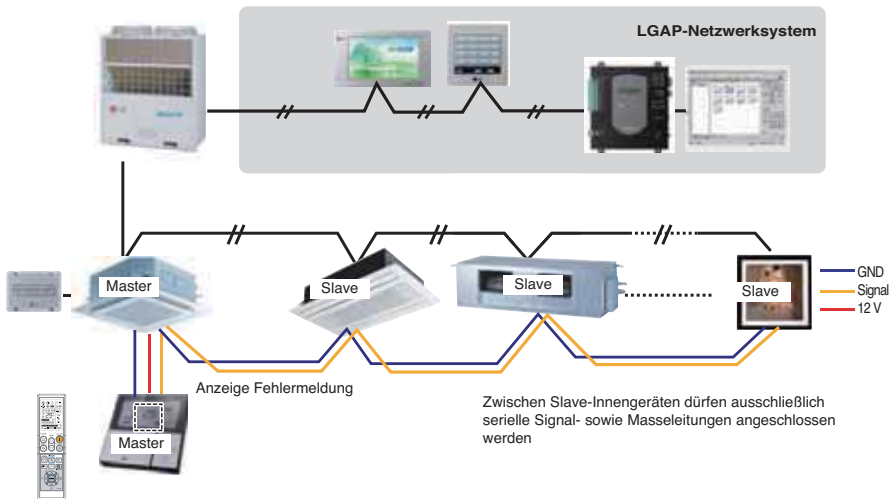 LGAP-Netzwerksystem
Master
Slave
Slave
Slave
GND
Signal
12 V
Anzeige Fehlermeldung
Master
Zwischen Slave-Innengeräten dürfen ausschließlich
serielle Signal- sowie Masseleitungen angeschlossen
werden